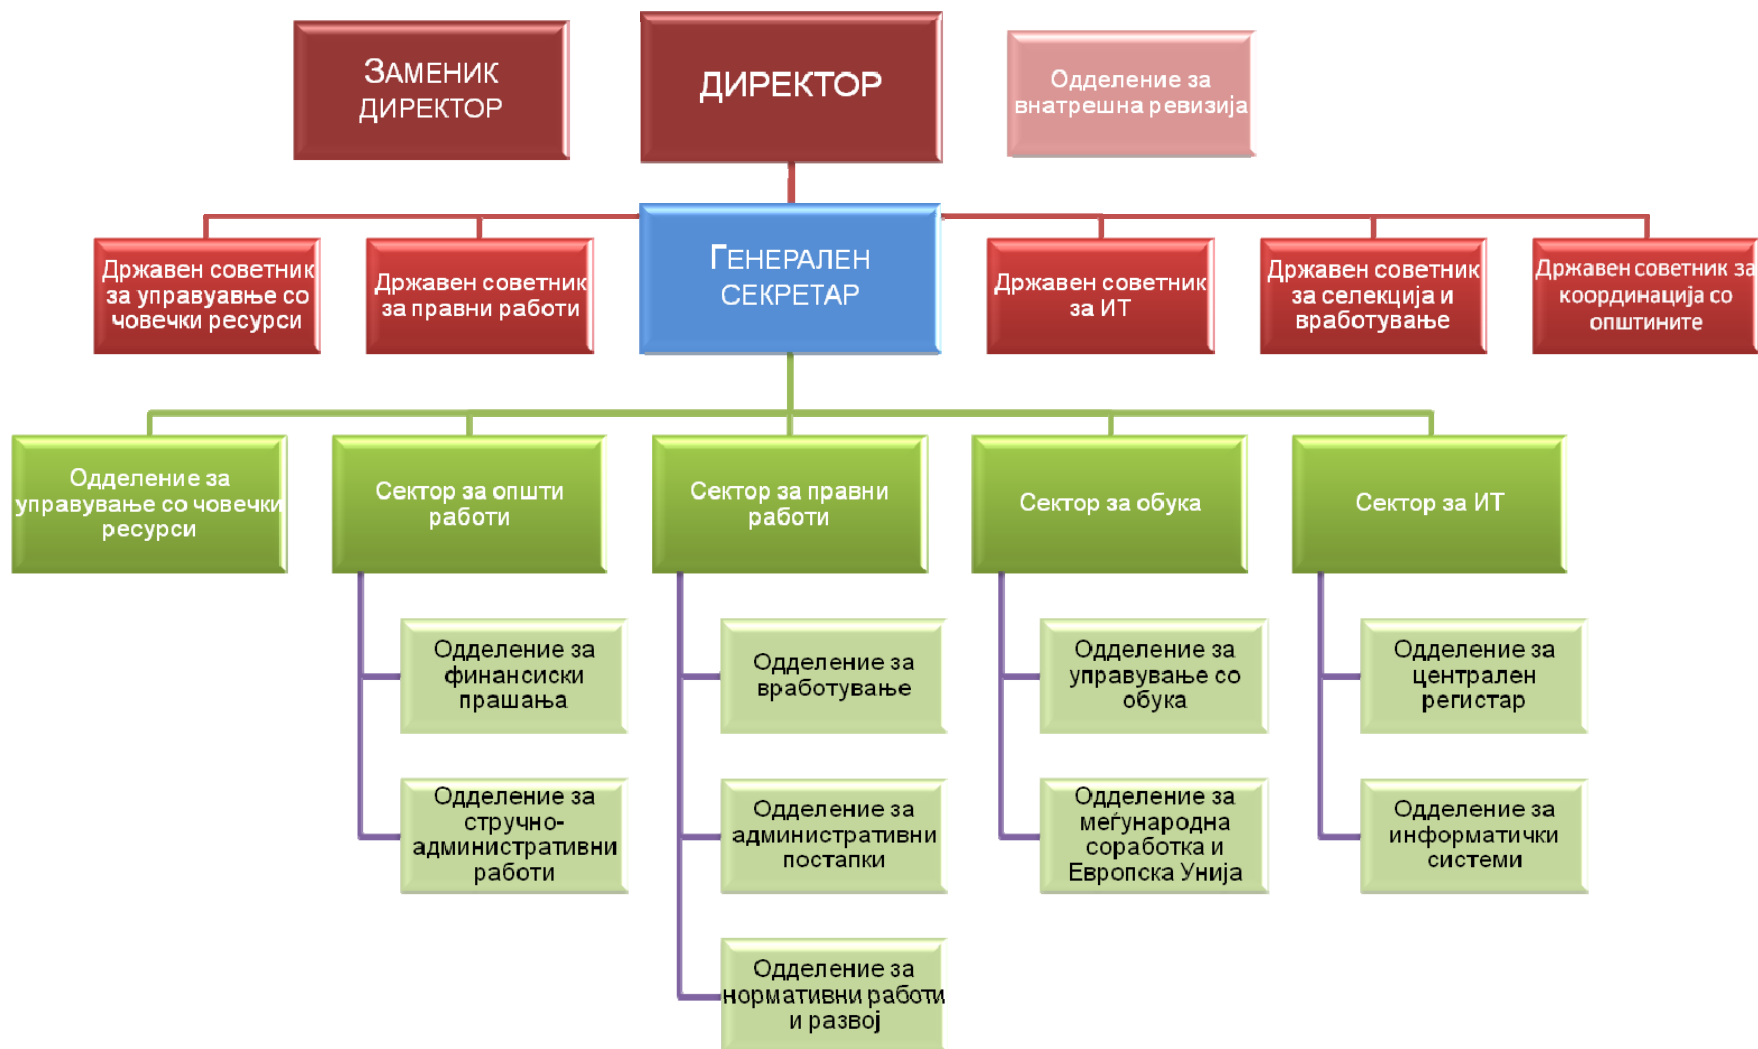 ЗАМЕНИК
ДИРЕКТОР
ДИРЕКТОР
Одделение за
внатрешна ревизија
Државен советник
за управуавње со
човечки ресурси
Државен советник
за правни работи
ГЕНЕРАЛЕН
СЕКРЕТАР
Државен советник
за ИТ
Државен советник
за селекција и
вработување
Државен советник за
координација со
општините
Одделение за
управување со човечки
ресурси
Сектор за општи
работи
Сектор за правни
работи
Сектор за обука
Сектор за ИТ
Одделение за
финансиски
прашања
Одделение за
вработување
Одделение за
управување со
обука
Одделение за
централен
регистар
Одделение за
стручно-
административни
работи
Одделение за
административни
постапки
Одделение за
меѓународна
соработка и
Европска Унија
Одделение за
информатички
системи
Одделение за
нормативни работи
и развој